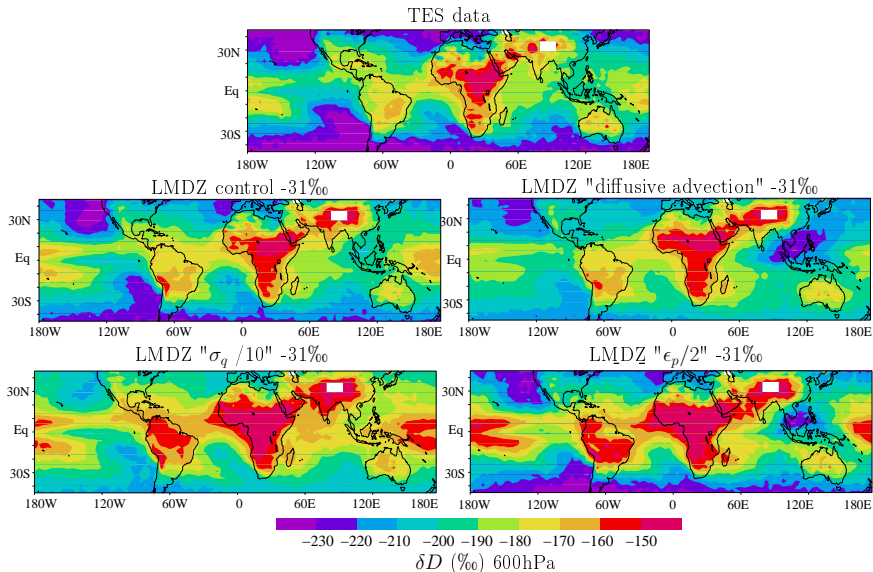 TES data
30N
Eq
30S
180W 120W 0 60E 120E 180E
LMDZ control -31‰ LMDZ "diffusive advection" -31‰
30N 30N
Eq Eq
30S 30S
180W 120W 60W 0 60E 120E 180E 180W 120W 60W 0 60E 120E 180E
LMDZ "σq /10" -31‰ LMDZ "ϵp/2" -31‰
30N 30N
Eq Eq
30S 30S
180W 120W 60W 0 60E 120E 180E 180W 120W 60W 0 60E 120E 180E
−230 −220 −210 −200 −190 −180 −170 −160 −150
δD (‰) 600hPa